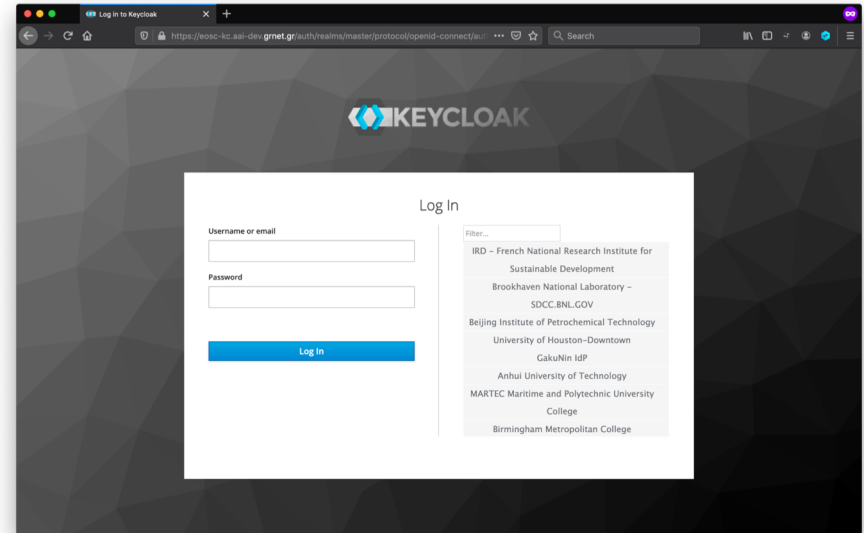 Log in to Keycloak
https://eosc-kc.aai-dev.grnet.gr/auth/realms/master/protocol/openid-connect/aut
Search
KEYCLOAK
Log In
Username or email
Password
Log In
Filter...
IRD – French National Research Institute for
Sustainable Development
Brookhaven National Laboratory –
SDCC.BNL.GOV
Beijing Institute of Petrochemical Technology
University of Houston-Downtown
GakuNin IdP
Anhui University of Technology
MARTEC Maritime and Polytechnic University
College
Birmingham Metropolitan College